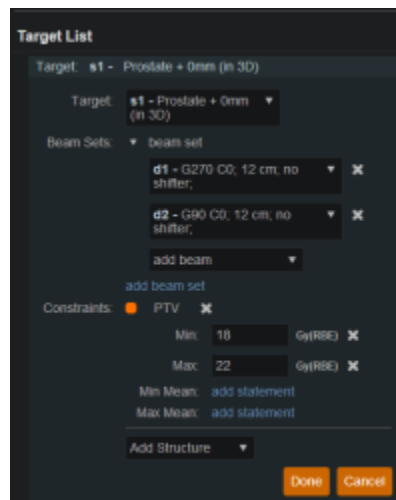 Target List
Target: s1 - Prostate + 0mm (in 3D)
Target: s1 - Prostate + 0mm
(in 3D)
Beam Sets: beam set
d1 - G270 C0; 12 cm; no
shifter;
d2 - G90 C0; 12 cm; no
shifter;
add beam
add beam set
Constraints: PTV
Min: 18 Gy(RBE)
Max: 22 Gy(RBE)
Min Mean: add statement
Max Mean: add statement
Add Structure
Done Cancel